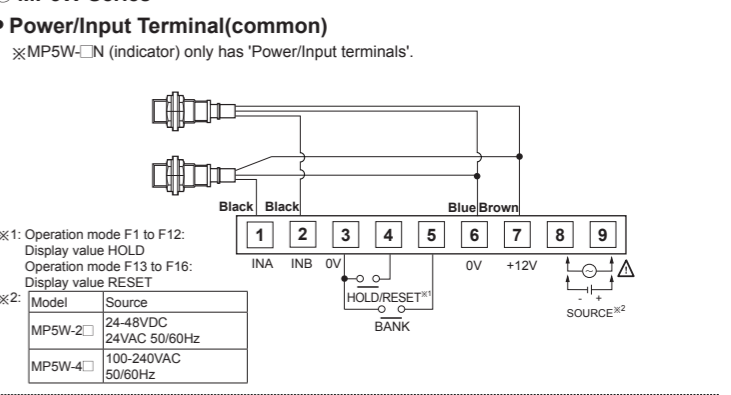 Power/Input Terminal(common)
※MP5W-□N (indicator) only has 'Power/Input terminals'.
Black Black Blue Brown
1 2 3 4 5 6 7 8 9
INA INB 0V 0V +12V
HOLD/RESET※1
BANK
- +
SOURCE※2
※1: Operation mode F1 to F12:
Display value HOLD
Operation mode F13 to F16:
Display value RESET
※2:
Model Source
MP5W-2□ 24-48VDC
24VAC 50/60Hz
MP5W-4□ 100-240VAC
50/60Hz